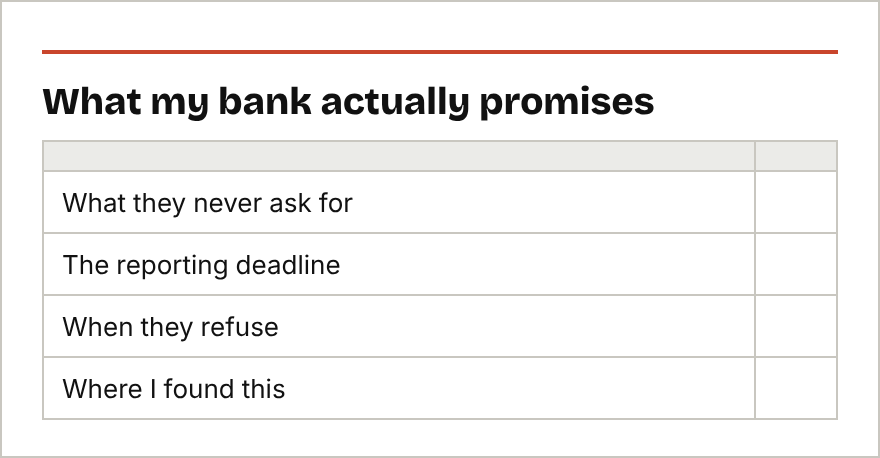 What my bank actually promises
What they never ask for
The reporting deadline
When they refuse
Where I found this